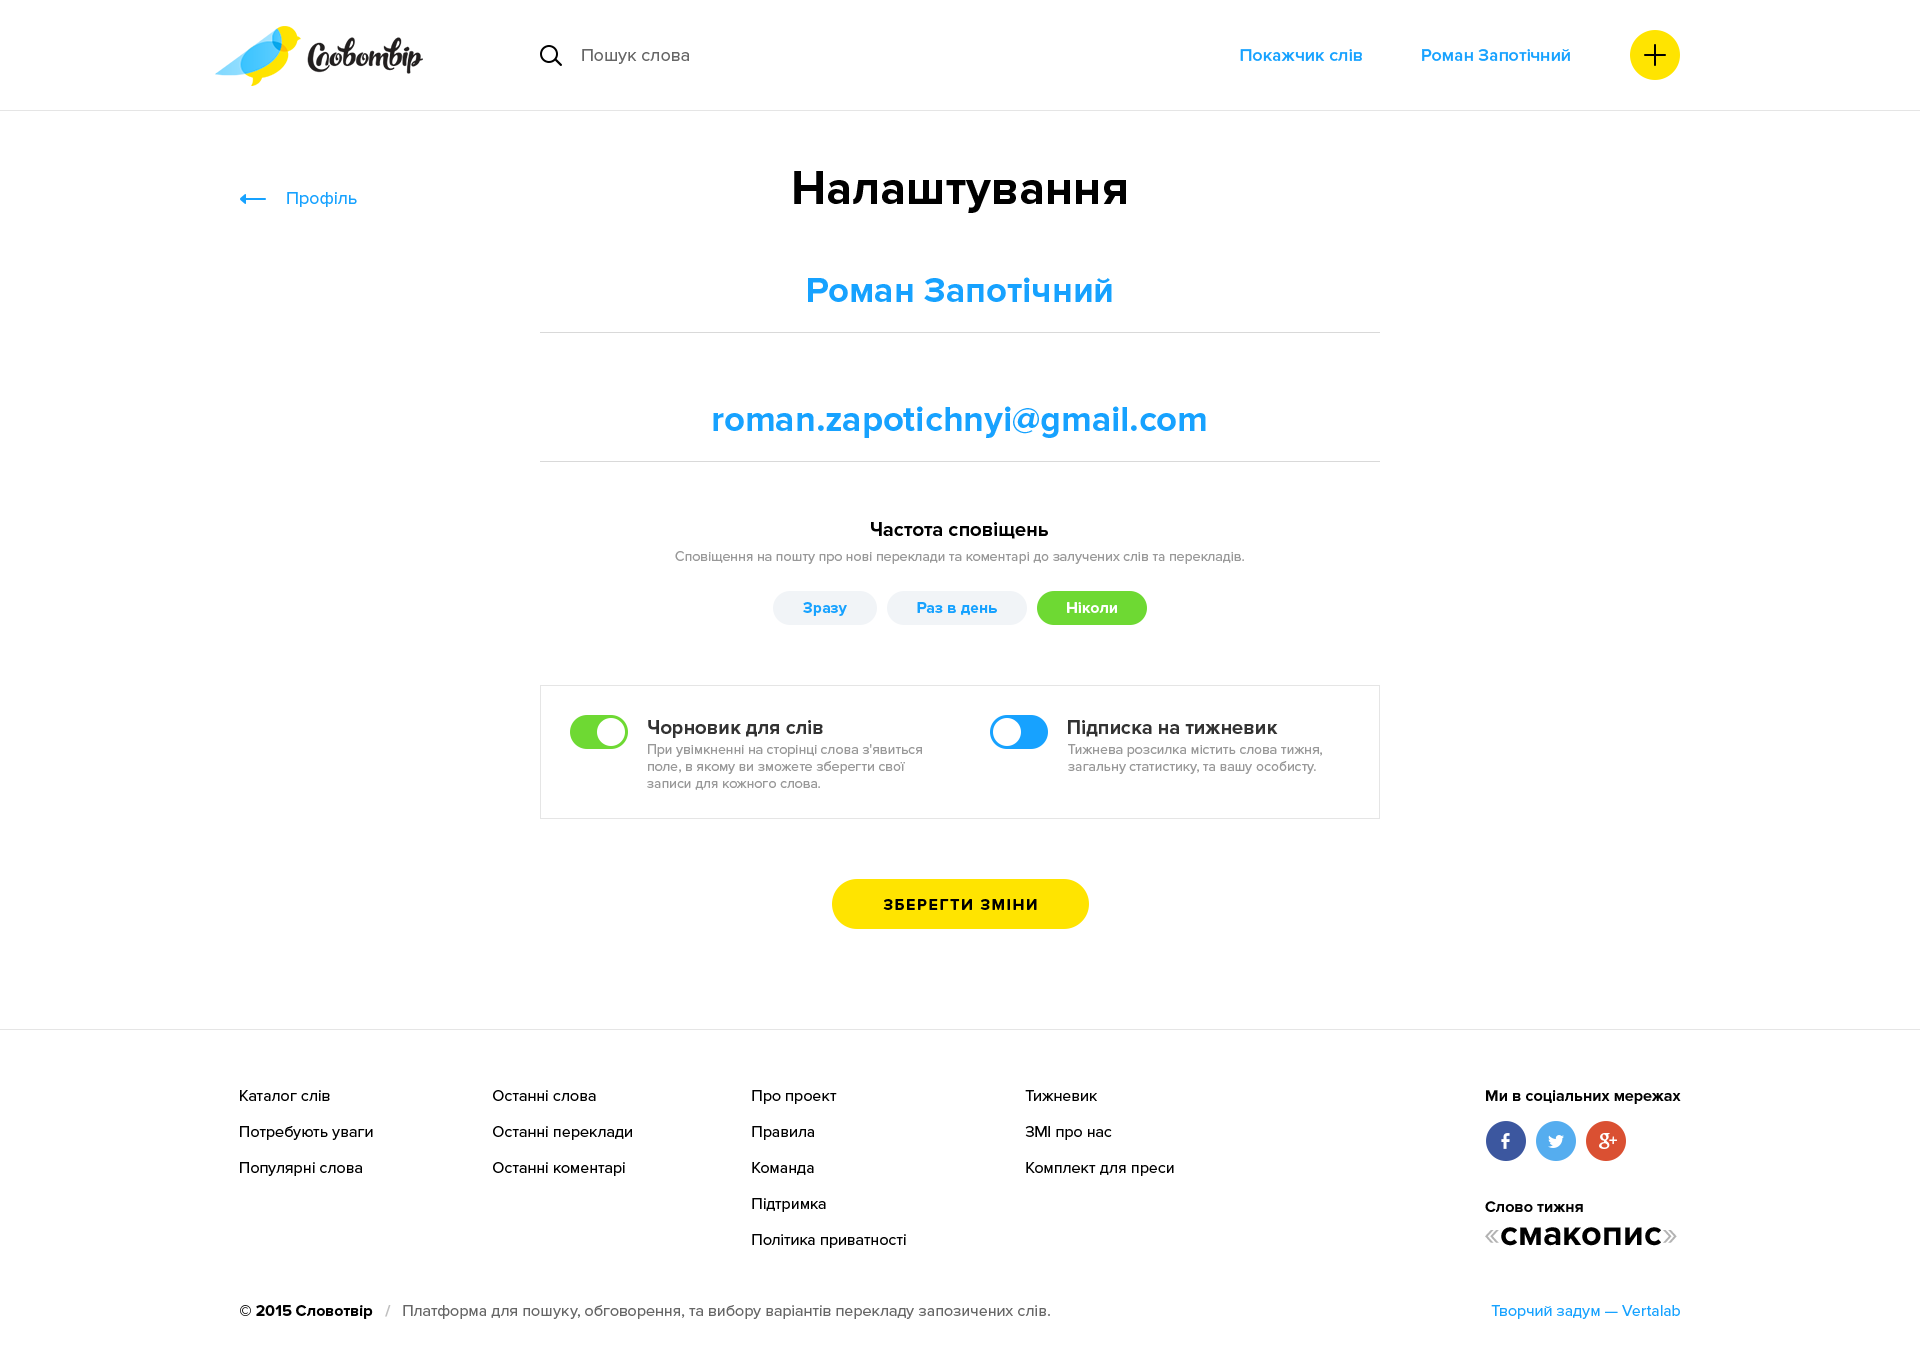 Словотвір
Пошук слова
Покажчик слів
Роман Запотічний
Профіль
Налаштування
Роман Запотічний
roman.zapotichnyi@gmail.com
Частота сповіщень
Сповіщення на пошту про нові переклади та коментарі до залучених слів та перекладів.
Зразу
Раз в день
Ніколи
Чорновик для слів
При увімкненні на сторінці слова з'явиться
поле, в якому ви зможете зберегти свої
записи для кожного слова.
Підписка на тижневик
Тижнева розсилка містить слова тижня,
загальну статистику, та вашу особисту.
ЗБЕРЕГТИ ЗМІНИ
Каталог слів
Потребують уваги
Популярні слова
Останні слова
Останні переклади
Останні коментарі
Про проект
Правила
Команда
Підтримка
Політика приватності
Тижневик
ЗМІ про нас
Комплект для преси
Ми в соціальних мережах
f
g+
Слово тижня
«смакопис»
© 2015 Словотвір / Платформа для пошуку, обговорення, та вибору варіантів перекладу запозичених слів.
Творчий задум — Vertalab